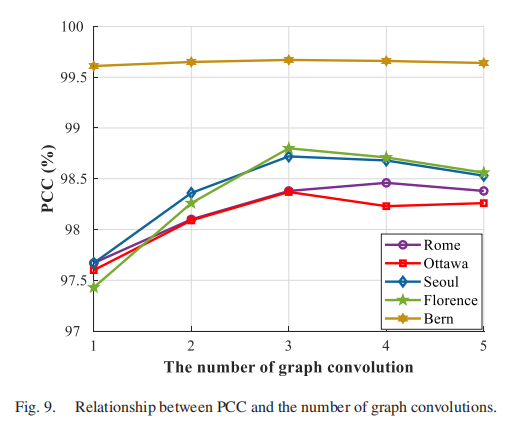 100
99.5
99
98.5
98
97.5
97
PCC (%)
1 2 3 4 5
The number of graph convolution
Rome
Ottawa
Seoul
Florence
Bern
Fig. 9. Relationship between PCC and the number of graph convolutions.